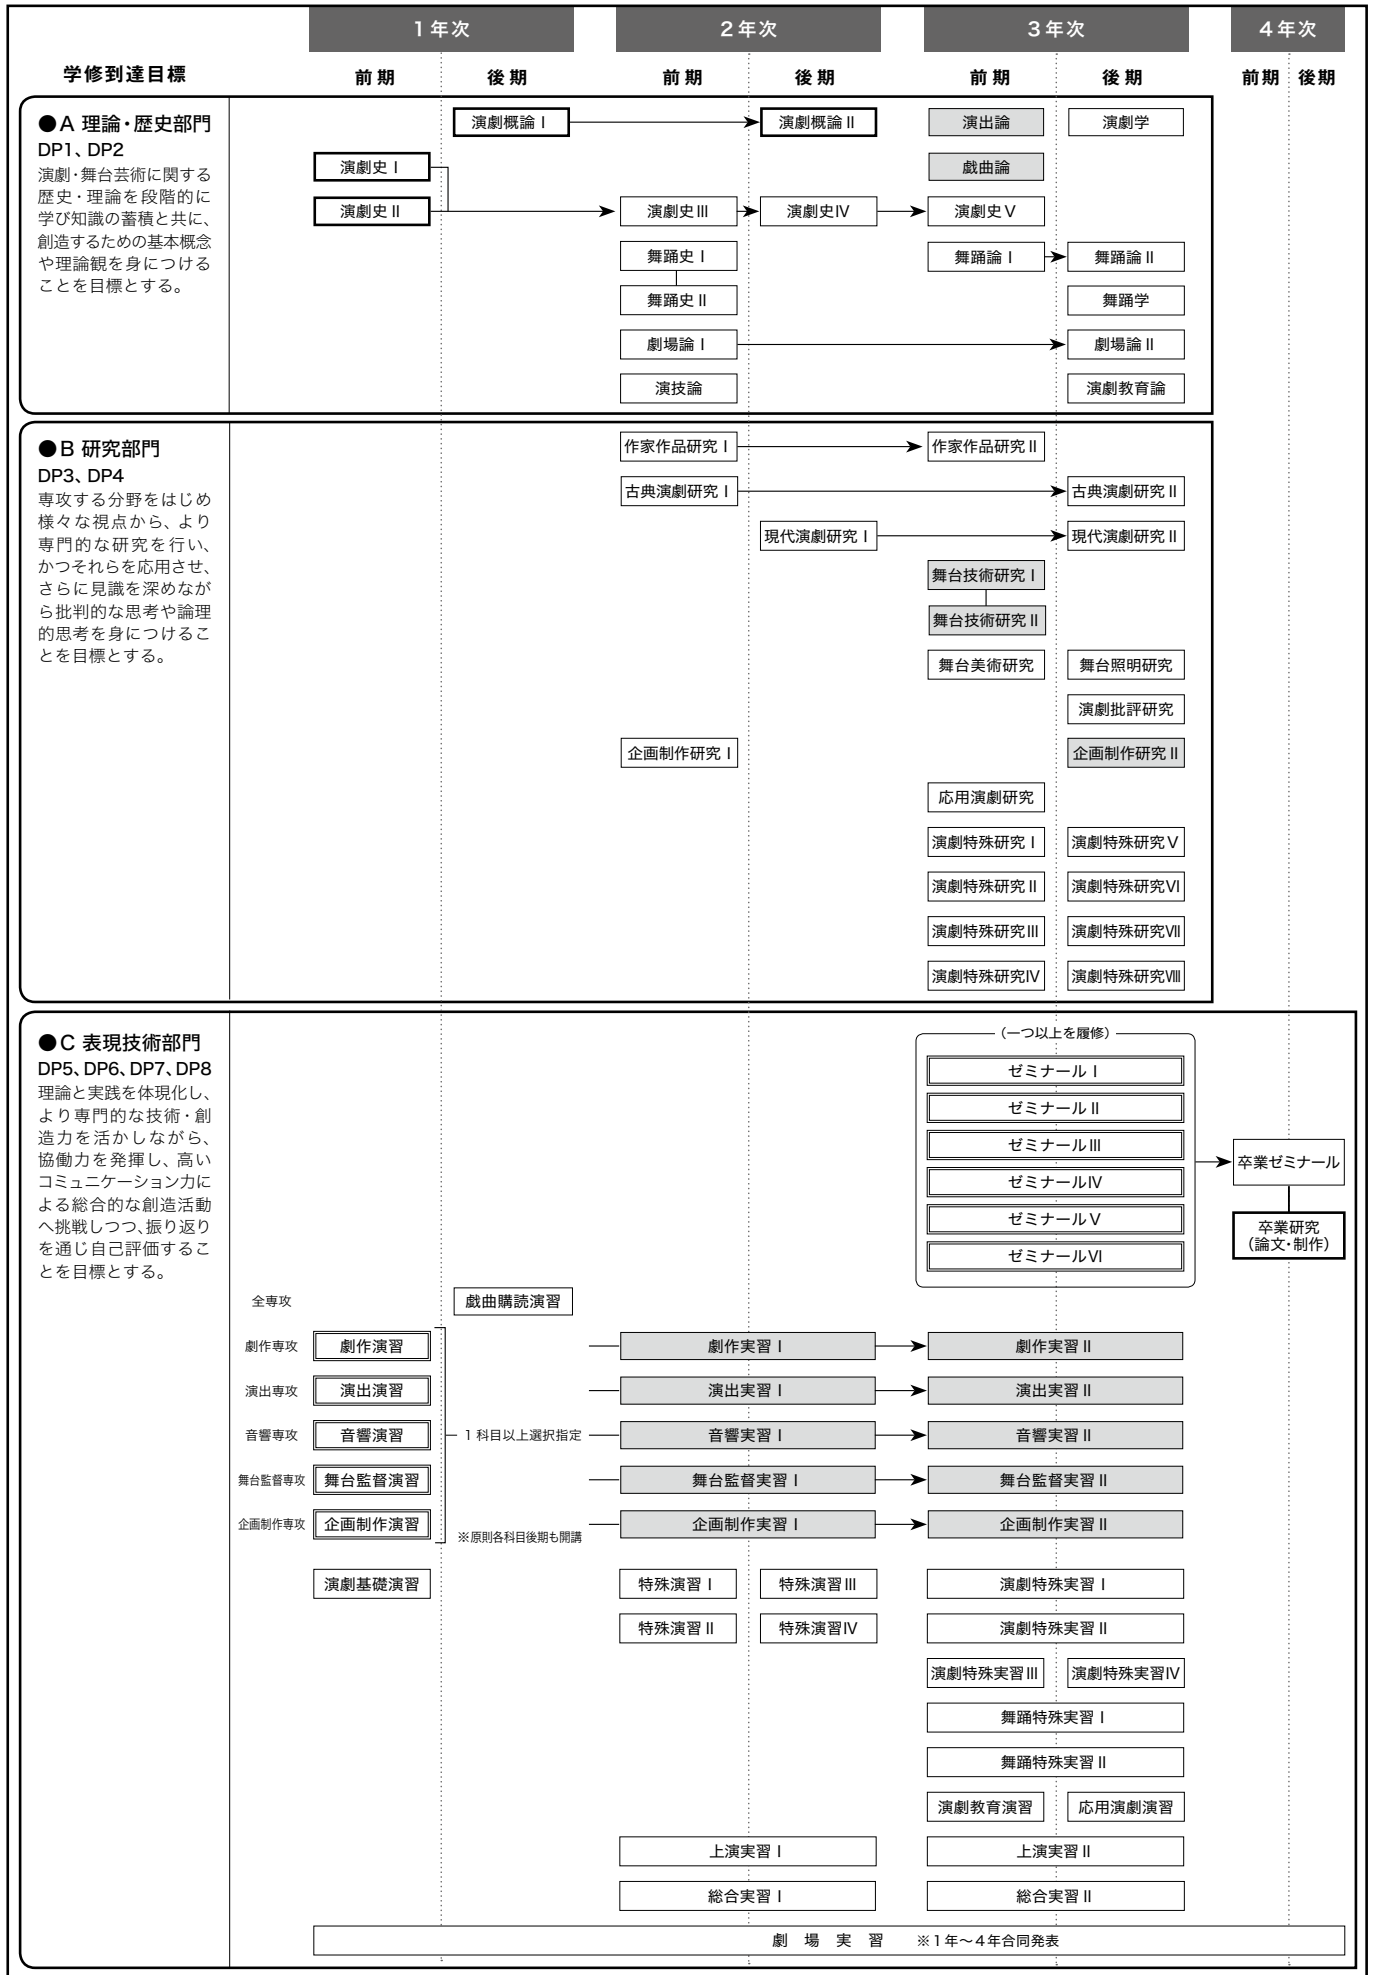 1年次 2年次 3年次 4年次
学修到達目標 前期 後期 前期 後期 前期 後期 前期 後期
●A 理論・歴史部門
DP1、DP2
演劇・舞台芸術に関する
歴史・理論を段階的に
学び知識の蓄積と共に、
創造するための基本概念
や理論観を身につける
ことを目標とする。
演劇概論Ⅰ 演劇概論Ⅱ 演出論 演劇学
演劇史Ⅰ 戯曲論
演劇史Ⅱ 演劇史Ⅲ 演劇史Ⅳ 演劇史Ⅴ
舞踊史Ⅰ 舞踊論Ⅰ 舞踊論Ⅱ
舞踊史Ⅱ 舞踊学
劇場論Ⅰ 劇場論Ⅱ
演技論 演劇教育論
●B 研究部門
DP3、DP4
専攻する分野をはじめ
様々な視点から、より
専門的な研究を行い、
かつそれらを応用させ、
さらに見識を深めなが
ら批判的な思考や論理
的思考を身につけるこ
とを目標とする。
作家作品研究Ⅰ 作家作品研究Ⅱ
古典演劇研究Ⅰ 古典演劇研究Ⅱ
現代演劇研究Ⅰ 現代演劇研究Ⅱ
舞台技術研究Ⅰ
舞台技術研究Ⅱ
舞台美術研究 舞台照明研究
演劇批評研究
企画制作研究Ⅰ 企画制作研究Ⅱ
応用演劇研究
演劇特殊研究Ⅰ 演劇特殊研究Ⅴ
演劇特殊研究Ⅱ 演劇特殊研究Ⅵ
演劇特殊研究Ⅲ 演劇特殊研究Ⅶ
演劇特殊研究Ⅳ 演劇特殊研究Ⅷ
●C 表現技術部門
DP5、DP6、DP7、DP8
理論と実践を体現化し、
より専門的な技術・創
造力を活かしながら、
協働力を発揮し、高い
コミュニケーション力に
よる総合的な創造活動
へ挑戦しつつ、振り返り
を通じ自己評価するこ
とを目標とする。
（一つ以上を履修）
ゼミナールⅠ
ゼミナールⅡ
ゼミナールⅢ
ゼミナールⅣ
ゼミナールⅤ
ゼミナールⅥ
卒業ゼミナール
卒業研究
（論文・制作）
全専攻 戯曲購読演習
劇作専攻 劇作演習 劇作実習Ⅰ 劇作実習Ⅱ
演出専攻 演出演習 演出実習Ⅰ 演出実習Ⅱ
音響専攻 音響演習 1科目以上選択指定 音響実習Ⅰ 音響実習Ⅱ
舞台監督専攻 舞台監督演習 舞台監督実習Ⅰ 舞台監督実習Ⅱ
企画制作専攻 企画制作演習 ※原則各科目後期も開講 企画制作実習Ⅰ 企画制作実習Ⅱ
演劇基礎演習 特殊演習Ⅰ 特殊演習Ⅲ 演劇特殊実習Ⅰ
特殊演習Ⅱ 特殊演習Ⅳ 演劇特殊実習Ⅱ
演劇特殊実習Ⅲ 演劇特殊実習Ⅳ
舞踊特殊実習Ⅰ
舞踊特殊実習Ⅱ
演劇教育演習 応用演劇演習
上演実習Ⅰ 上演実習Ⅱ
総合実習Ⅰ 総合実習Ⅱ
劇場実習 ※1年～4年合同発表